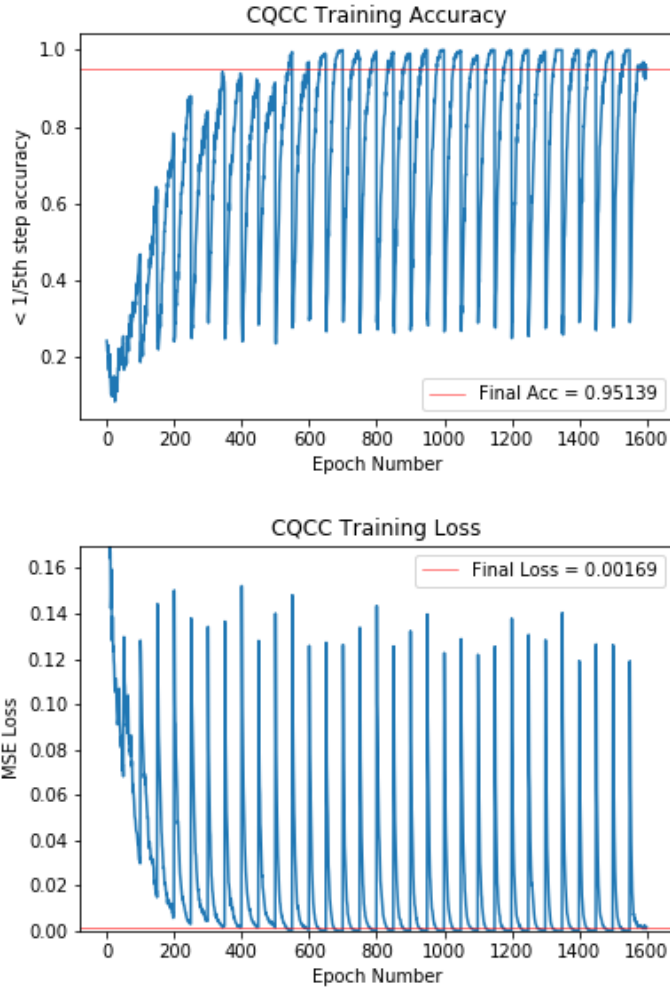 CQCC Training Accuracy
< 1/5th step accuracy
1.0
0.8
0.6
0.4
0.2
Final Acc = 0.95139
0 200 400 600 800 1000 1200 1400 1600
Epoch Number
CQCC Training Loss
MSE Loss
0.16
0.14
0.12
0.10
0.08
0.06
0.04
0.02
0.00
Final Loss = 0.00169
0 200 400 600 800 1000 1200 1400 1600
Epoch Number